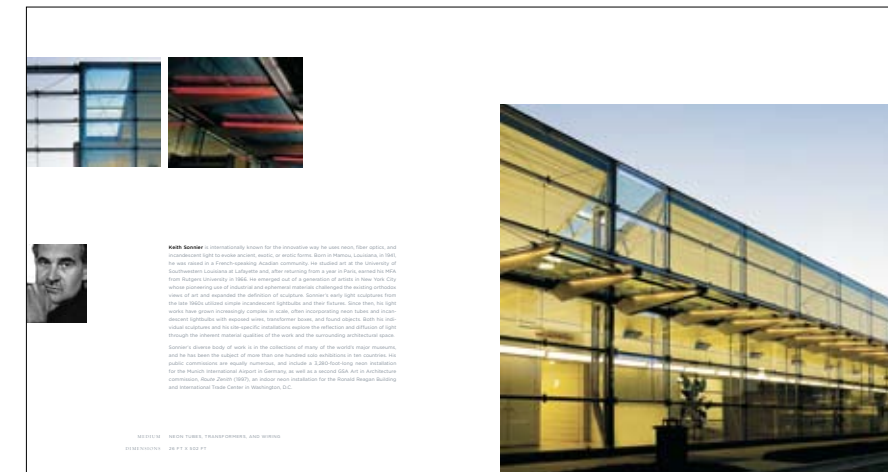 Keith Sonnier is internationally known for the innovative way he uses neon, fiber optics, and
incandescent light to evoke ancient, exotic, or erotic forms. Born in Mamou, Louisiana, in 1941,
he was raised in a French-speaking Acadian community. He studied art at the University of
Southwestern Louisiana at Lafayette and, after returning from a year in Paris, earned his MFA
from Rutgers University in 1966. He emerged out of a generation of artists in New York City
whose pioneering use of industrial and ephemeral materials challenged the existing orthodox
views of art and expanded the definition of sculpture. Sonnier's early light sculptures from
the late 1960s utilized simple incandescent lightbulbs and their fixtures. Since then, his light
works have grown increasingly complex in scale, often incorporating neon tubes and incan-
descent lightbulbs with exposed wires, transformer boxes, and found objects. Both his indi-
vidual sculptures and his site-specific installations explore the reflection and diffusion of light
through the inherent material qualities of the work and the surrounding architectural space.
Sonnier's diverse body of work is in the collections of many of the world's major museums,
and he has been the subject of more than one hundred solo exhibitions in ten countries. His
public commissions are equally numerous, and include a 3,280-foot-long neon installation
for the Munich International Airport in Germany, as well as a second GSA Art in Architecture
commission, Route Zenith (1997), an indoor neon installation for the Ronald Reagan Building
and International Trade Center in Washington, D.C.
MEDIUM NEON TUBES, TRANSFORMERS, AND WIRING
DIMENSIONS 28 FT X 502 FT